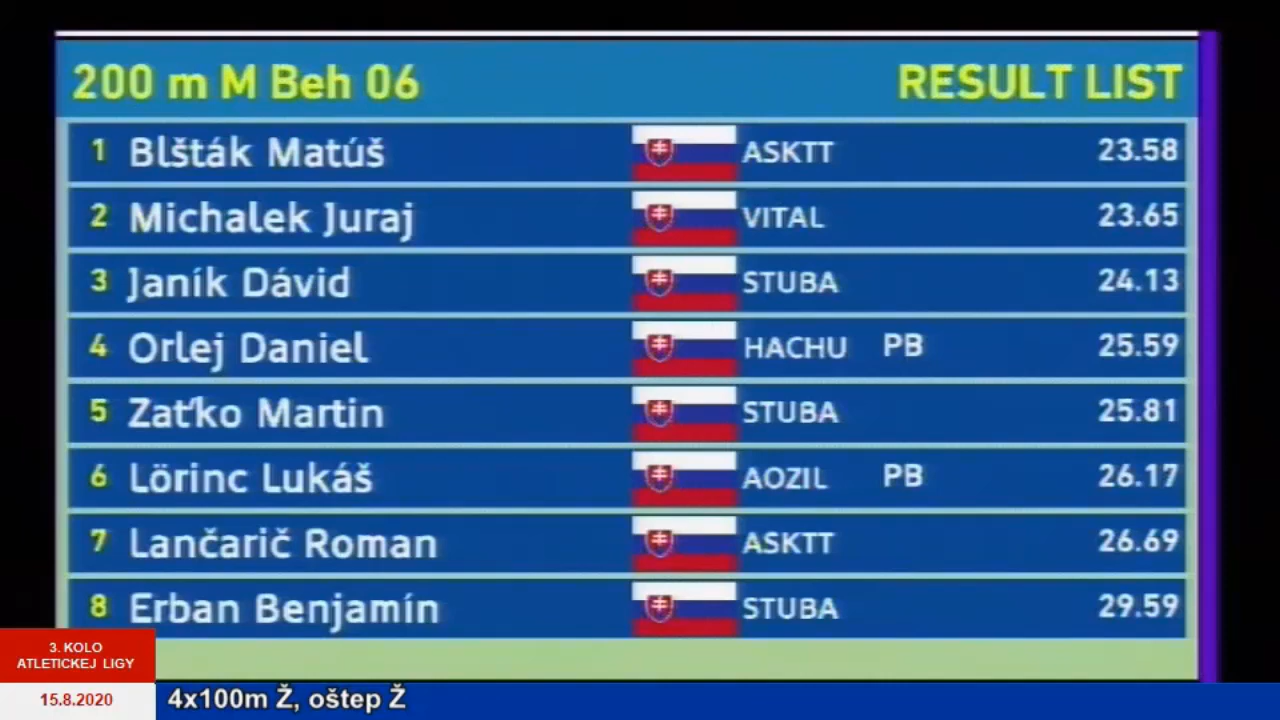 200 m M Beh 06 RESULT LIST
1 Blšták Matúš ASKTT 23.58
2 Michalek Juraj VITAL 23.65
3 Janík Dávid STUBA 24.13
4 Orlej Daniel HACHU PB 25.59
5 Zaťko Martin STUBA 25.81
6 Lörinc Lukáš AOZIL PB 26.17
7 Lančarič Roman ASKTT 26.69
8 Erban Benjamín STUBA 29.59
3. KOLO
ATLETICKEJ LIGY
15.8.2020 4x100m Ž, oštep Ž